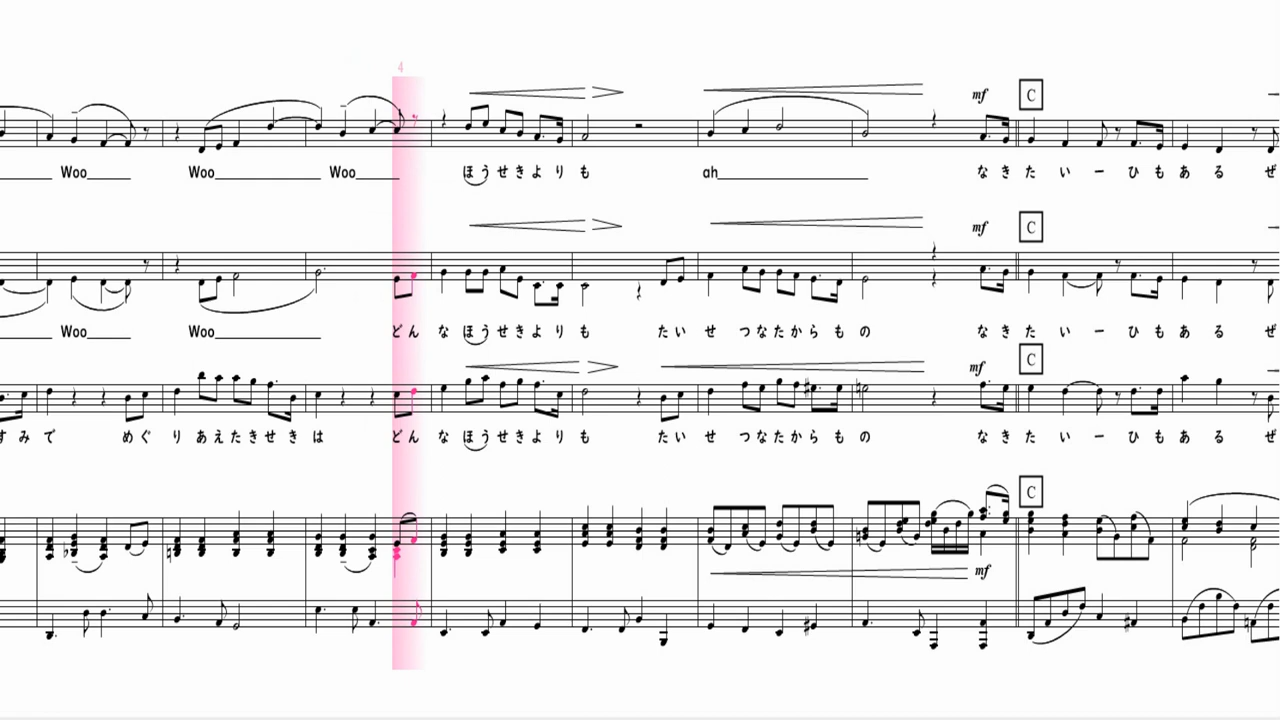 4
mf C
Woo Woo Woo ほうせきより も ah なきた い ー ひもあ る ぜ
mf C
Woo Woo どん な ほうせきより も たい せ つなたから も の なきた い ー ひもあ る ぜ
mf C
すみで めぐ り あえたきせきは どん な ほうせきより も たい せ つなたから も の なきた い ー ひもあ る ぜ
C
mf